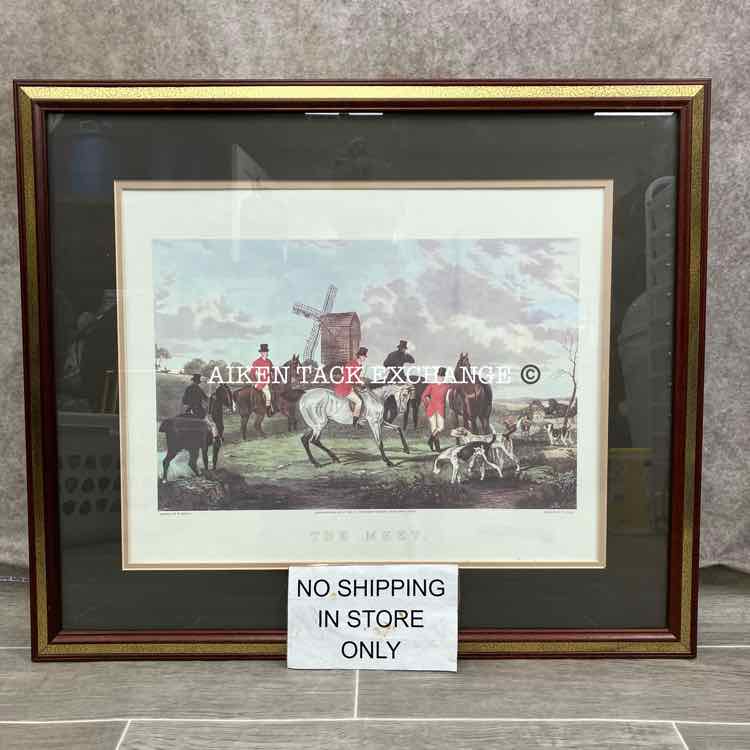 AIKEN TACK EXCHANGE ©
THE MEET.
NO SHIPPING
IN STORE
ONLY